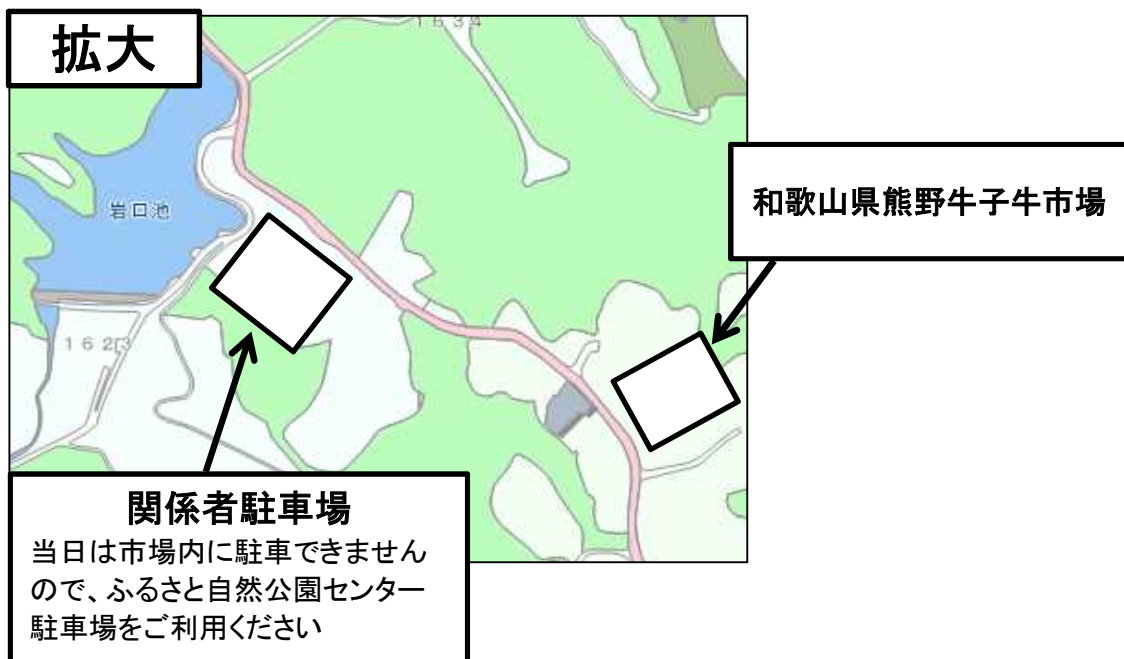 拡大
1634
和歌山県熊野牛子牛市場
岩口池
1623
関係者駐車場
当日は市場内に駐車できません
ので、ふるさと自然公園センター
駐車場をご利用ください